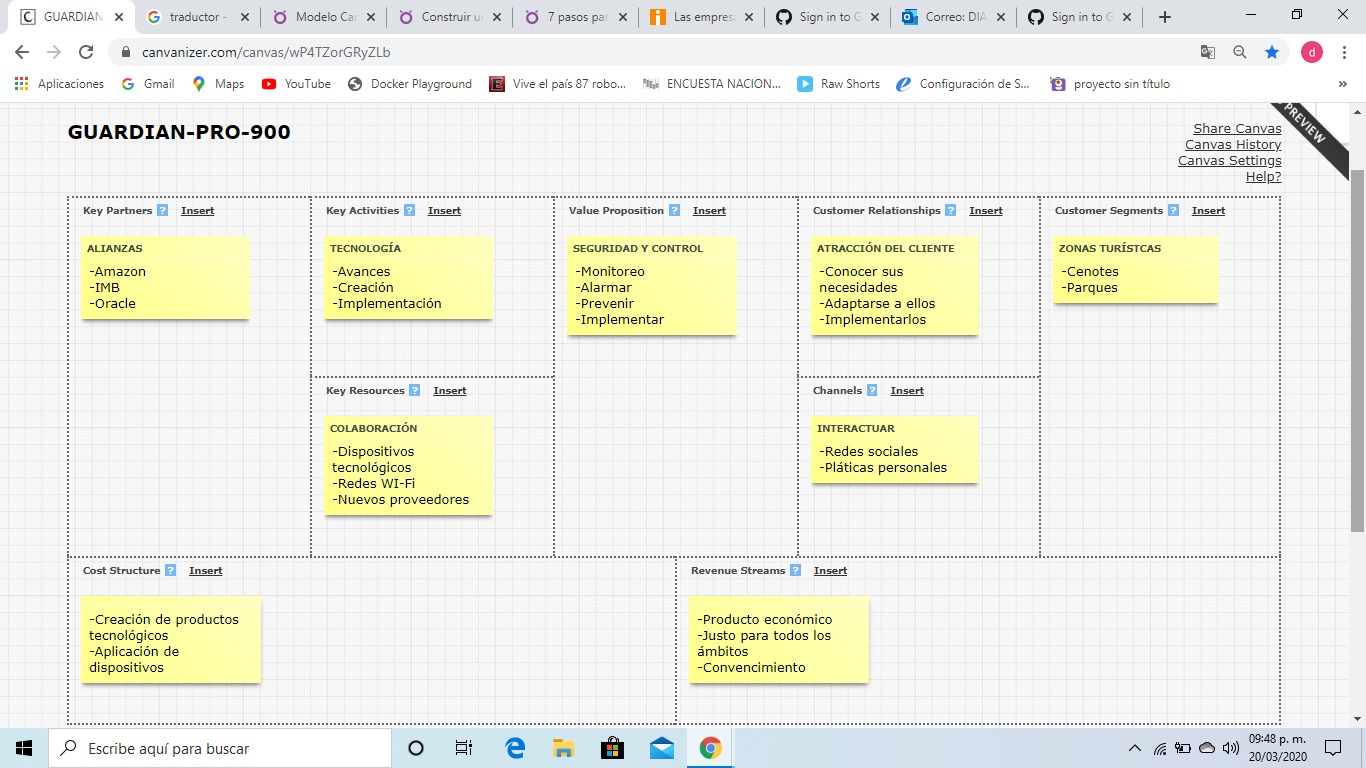 GUARDIAN
traductor -
Modelo Ca
Construir u
7 pasos par
Las empres
Sign in to G
Correo: DIA
Sign in to G
canvanizer.com/canvas/wP4TZorGRyZLb
d
Aplicaciones
Gmail
Maps
YouTube
Docker Playground
Vive el país 87 robo...
ENCUESTA NACION...
Raw Shorts
Configuración de S...
proyecto sin título
»
GUARDIAN-PRO-900
PREVIEW
Share Canvas
Canvas History
Canvas Settings
Help?
Key Partners ? Insert
ALIANZAS
-Amazon
-IMB
-Oracle
Key Activities ? Insert
TECNOLOGÍA
-Avances
-Creación
-Implementación
Key Resources ? Insert
COLABORACIÓN
-Dispositivos
tecnológicos
-Redes WI-Fi
-Nuevos proveedores
Value Proposition ? Insert
SEGURIDAD Y CONTROL
-Monitoreo
-Alarmar
-Prevenir
-Implementar
Customer Relationships ? Insert
ATRACCIÓN DEL CLIENTE
-Conocer sus
necesidades
-Adaptarse a ellos
-Implementarlos
Channels ? Insert
INTERACTUAR
-Redes sociales
-Pláticas personales
Customer Segments ? Insert
ZONAS TURÍSTCAS
-Cenotes
-Parques
Cost Structure ? Insert
-Creación de productos
tecnológicos
-Aplicación de
dispositivos
Revenue Streams ? Insert
-Producto económico
-Justo para todos los
ámbitos
-Convencimiento
Escribe aquí para buscar
09:48 p. m.
20/03/2020